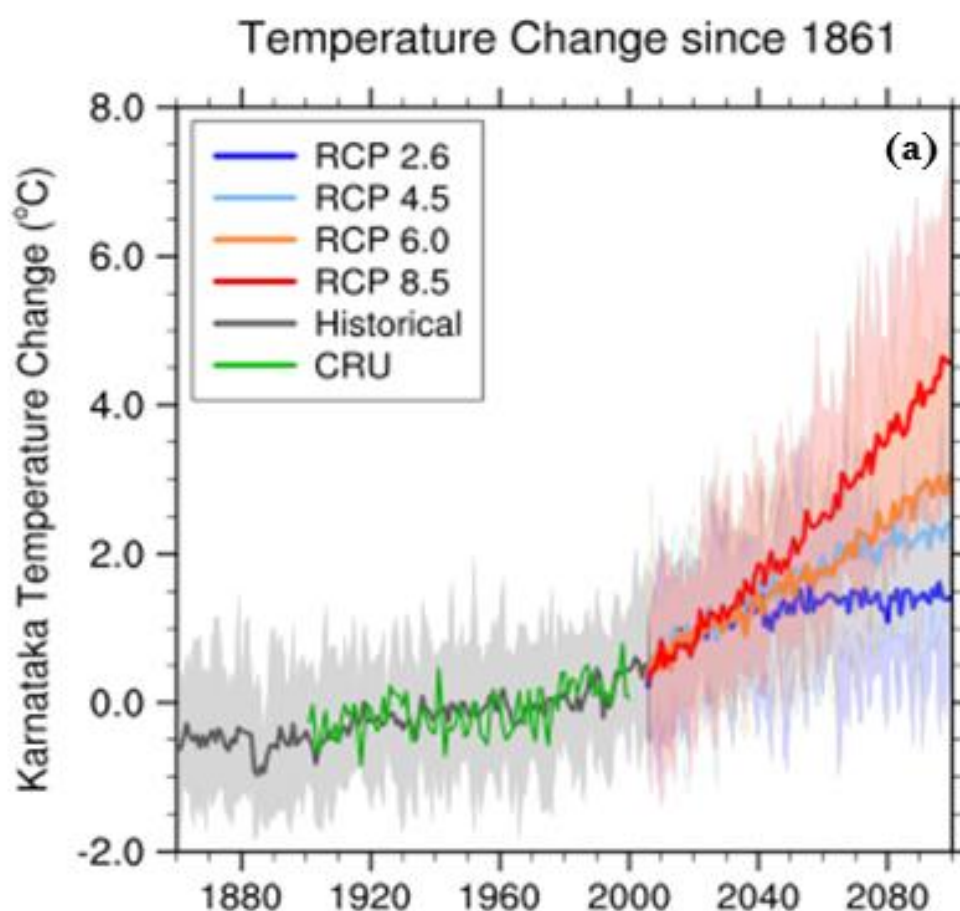 Temperature Change since 1861
Karnataka Temperature Change (°C)
8.0
6.0
4.0
2.0
0.0
-2.0
(a)
RCP 2.6
RCP 4.5
RCP 6.0
RCP 8.5
Historical
CRU
1880 1920 1960 2000 2040 2080